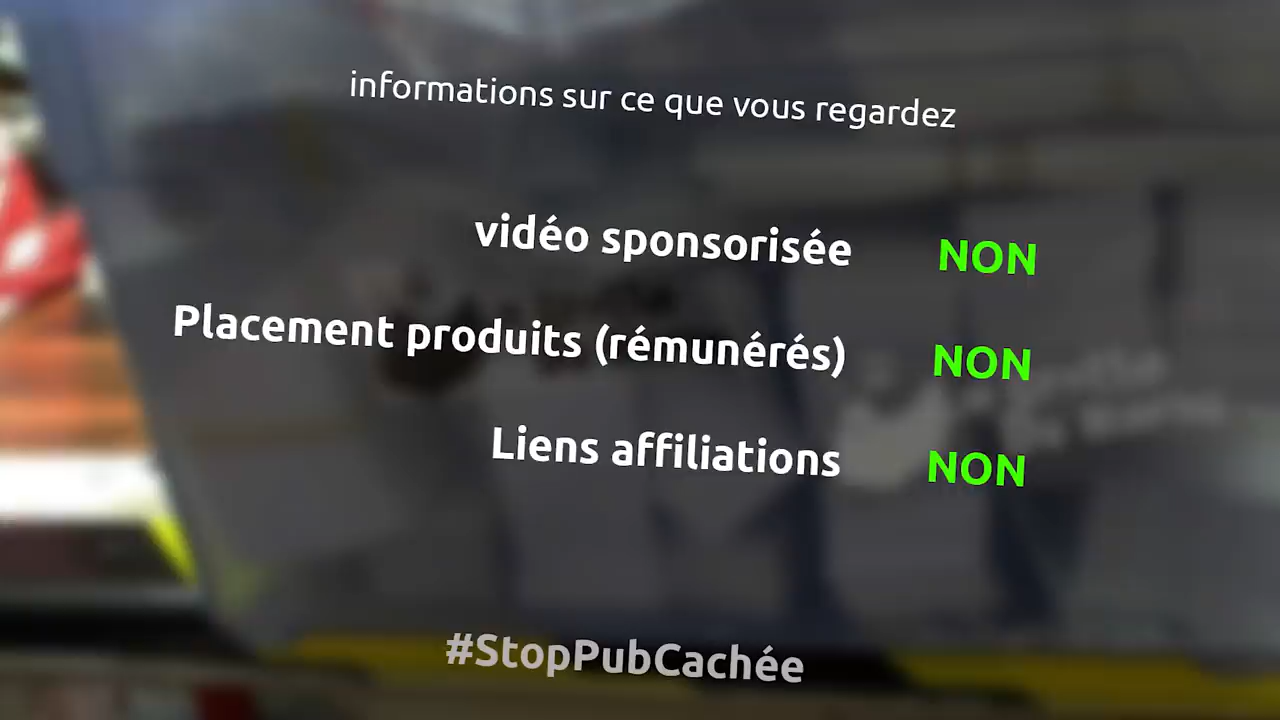 informations sur ce que vous regardez
vidéo sponsorisée NON
Placement produits (rémunérés) NON
Liens affiliations NON
#StopPubCachée